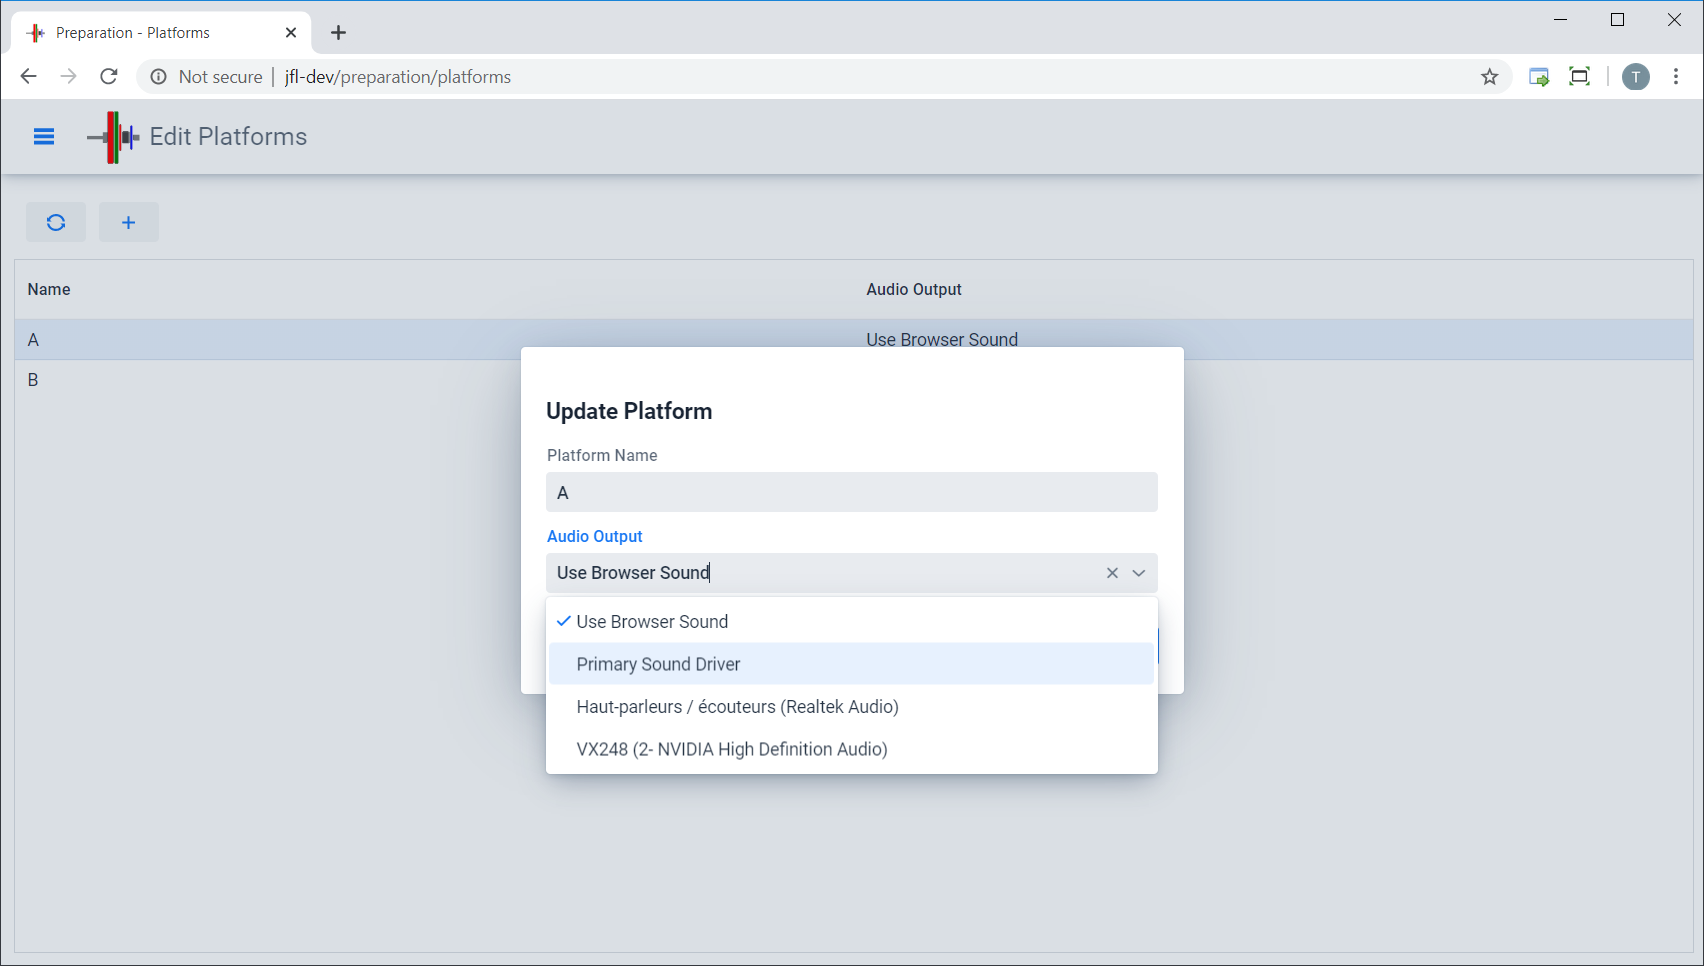 Preparation - Platforms
Not secure | jfl-dev/preparation/platforms
T
Edit Platforms
Name
Audio Output
A
Use Browser Sound
B
Update Platform
Platform Name
A
Audio Output
Use Browser Sound
Use Browser Sound
Primary Sound Driver
Haut-parleurs / écouteurs (Realtek Audio)
VX248 (2- NVIDIA High Definition Audio)